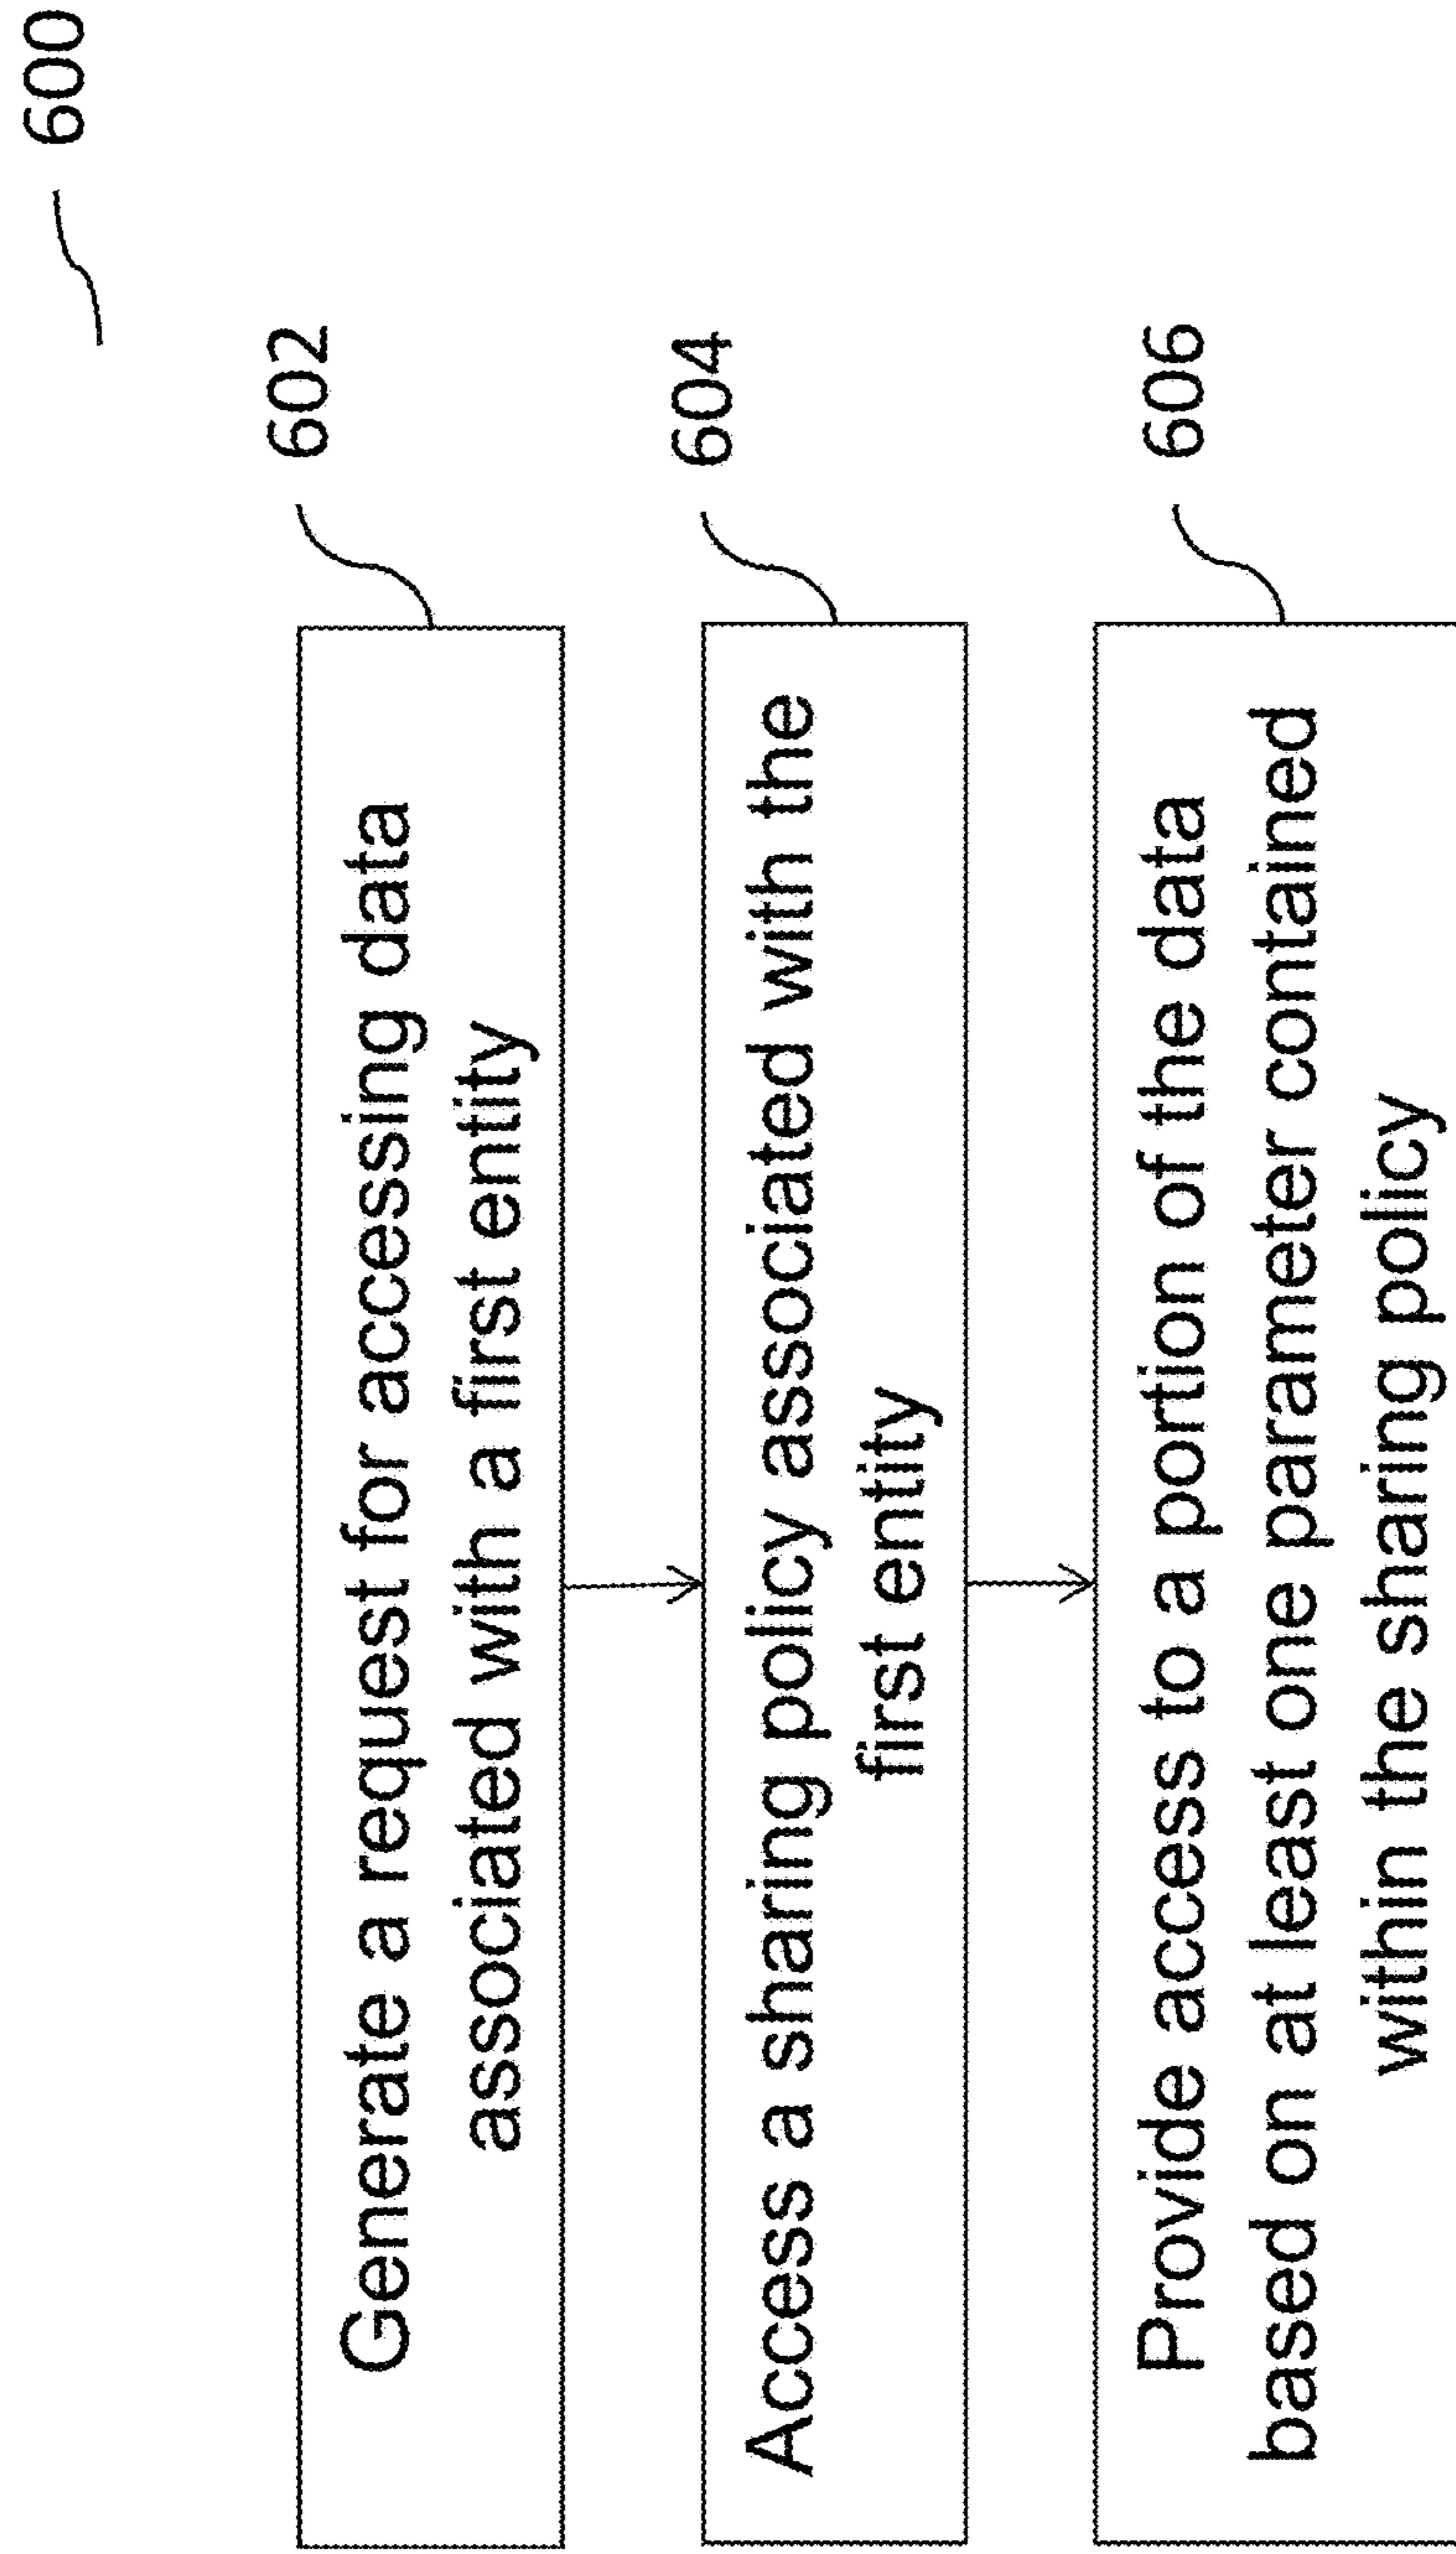 600
602
Generate a request for accessing data
associated with a first entity
604
Access a sharing policy associated with the
first entity
606
Provide access to a portion of the data
based on at least one parameter contained
within the sharing policy